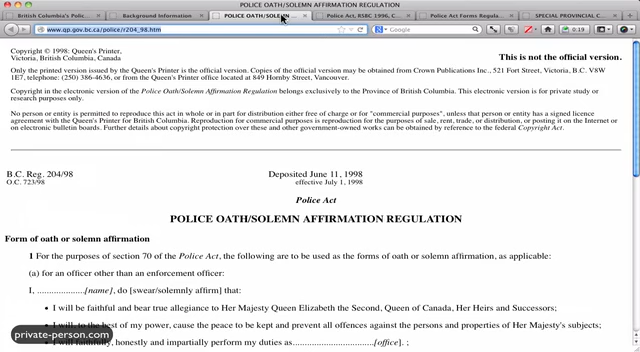 POLICE OATH/SOLEMN AFFIRMATION REGULATION
British Columbia's Polic...
Background Information
POLICE OATH/SOLEMN ...
Police Act, RSBC 1996, C...
Police Act Forms Regula...
SPECIAL PROVINCIAL C...
www.qp.gov.bc.ca/police/r204_98.htm
Google
0:19
Copyright © 1998: Queen's Printer,
Victoria, British Columbia, Canada
This is not the official version.
Only the printed version issued by the Queen's Printer is the official version. Copies of the official version may be obtained from Crown Publications Inc., 521 Fort Street, Victoria, B.C. V8W
1E7, telephone: (250) 386-4636, or from the Queen's Printer office located at 849 Hornby Street, Vancouver.
Copyright in the electronic version of the Police Oath/Solemn Affirmation Regulation belongs exclusively to the Province of British Columbia. This electronic version is for private study or
research purposes only.
No person or entity is permitted to reproduce this act in whole or in part for distribution either free of charge or for "commercial purposes", unless that person or entity has a signed licence
agreement with the Queen's Printer for British Columbia. Reproduction for commercial purposes is reproduction for the purposes of sale, rent, trade, or distribution, or posting it on the Internet or
on electronic bulletin boards. Further details about copyright protection over these and other government-owned works can be obtained by reference to the federal Copyright Act.
B.C. Reg. 204/98
O.C. 723/98
Deposited June 11, 1998
effective July 1, 1998
Police Act
POLICE OATH/SOLEMN AFFIRMATION REGULATION
Form of oath or solemn affirmation
1 For the purposes of section 70 of the Police Act, the following are to be used as the forms of oath or solemn affirmation, as applicable:
(a) for an officer other than an enforcement officer:
I, ....................[name], do [swear/solemnly affirm] that:
• I will be faithful and bear true allegiance to Her Majesty Queen Elizabeth the Second, Queen of Canada, Her Heirs and Successors;
• I will, to the best of my power, cause the peace to be kept and prevent all offences against the persons and properties of Her Majesty's subjects;
• I will faithfully, honestly and impartially perform my duties as..................................[office]. ;
private-person.com